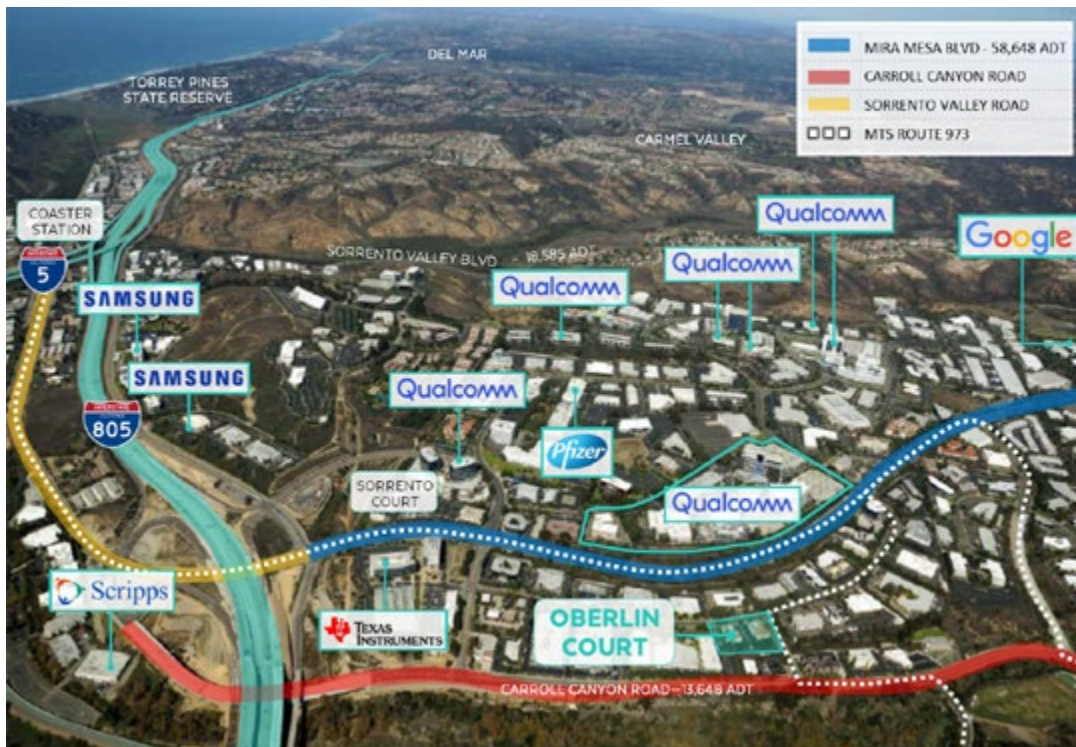 DEL MAR
TORREY PINES
STATE RESERVE
MIRA MESA BLVD - 58,648 ADT
CARROLL CANYON ROAD
SORRENTO VALLEY ROAD
MTS ROUTE 973
CARMEL VALLEY
COASTER
STATION
Qualcomm
Google
SORRENTO VALLEY BLVD - 18,585 ADT
INTERSTATE
5
Qualcomm
Qualcomm
SAMSUNG
SAMSUNG
Qualcomm
INTERSTATE
805
Pfizer
SORRENTO
COURT
Qualcomm
Scripps
TEXAS
INSTRUMENTS
OBERLIN
COURT
CARROLL CANYON ROAD - 13,648 ADT